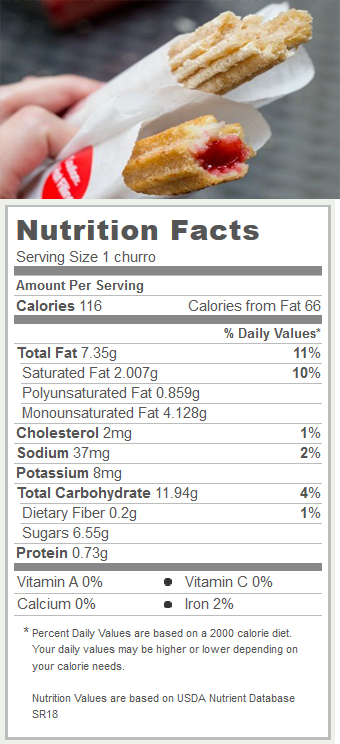 Nutrition Facts
Serving Size 1 churro
Amount Per Serving
Calories 116 Calories from Fat 66
% Daily Values*
Total Fat 7.35g 11%
Saturated Fat 2.007g 10%
Polyunsaturated Fat 0.859g
Monounsaturated Fat 4.128g
Cholesterol 2mg 1%
Sodium 37mg 2%
Potassium 8mg
Total Carbohydrate 11.94g 4%
Dietary Fiber 0.2g 1%
Sugars 6.55g
Protein 0.73g
Vitamin A 0% • Vitamin C 0%
Calcium 0% • Iron 2%
* Percent Daily Values are based on a 2000 calorie diet.
Your daily values may be higher or lower depending on
your calorie needs.
Nutrition Values are based on USDA Nutrient Database
SR18